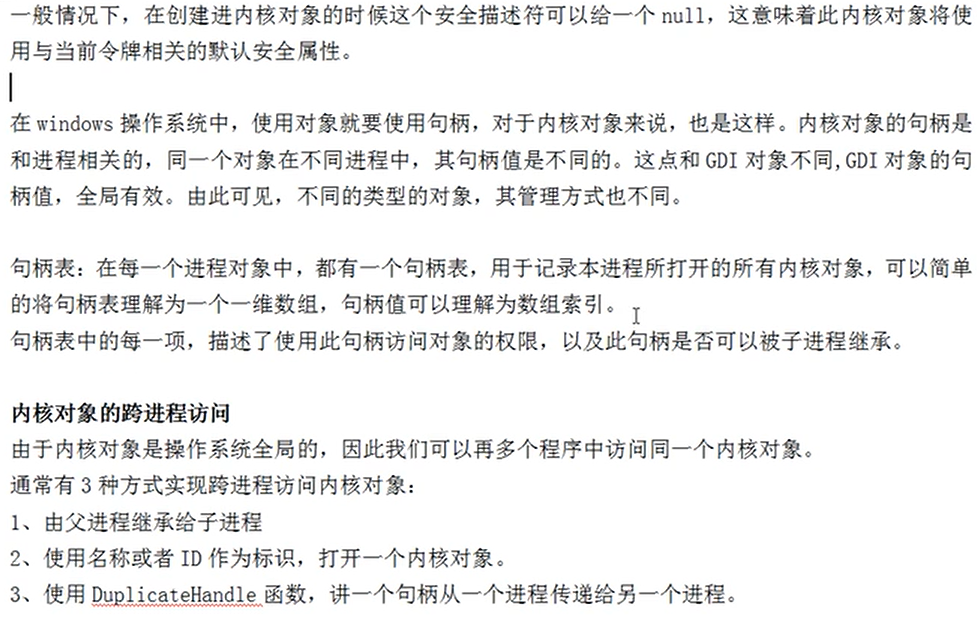 一般情况下，在创建进内核对象的时候这个安全描述符可以给一个 null，这意味着此内核对象将使
用与当前令牌相关的默认安全属性。
在 windows 操作系统中，使用对象就要使用句柄，对于内核对象来说，也是这样。内核对象的句柄是
和进程相关的，同一个对象在不同进程中，其句柄值是不同的。这点和 GDI 对象不同,GDI 对象的句
柄值，全局有效。由此可见，不同的类型的对象，其管理方式也不同。
句柄表：在每一个进程对象中，都有一个句柄表，用于记录本进程所打开的所有内核对象，可以简单
的将句柄表理解为一个一维数组，句柄值可以理解为数组索引。
句柄表中的每一项，描述了使用此句柄访问对象的权限，以及此句柄是否可以被子进程继承。
内核对象的跨进程访问
由于内核对象是操作系统全局的，因此我们可以再多个程序中访问同一个内核对象。
通常有 3 种方式实现跨进程访问内核对象：
1、由父进程继承给子进程
2、使用名称或者 ID 作为标识，打开一个内核对象。
3、使用 DuplicateHandle 函数，讲一个句柄从一个进程传递给另一个进程。